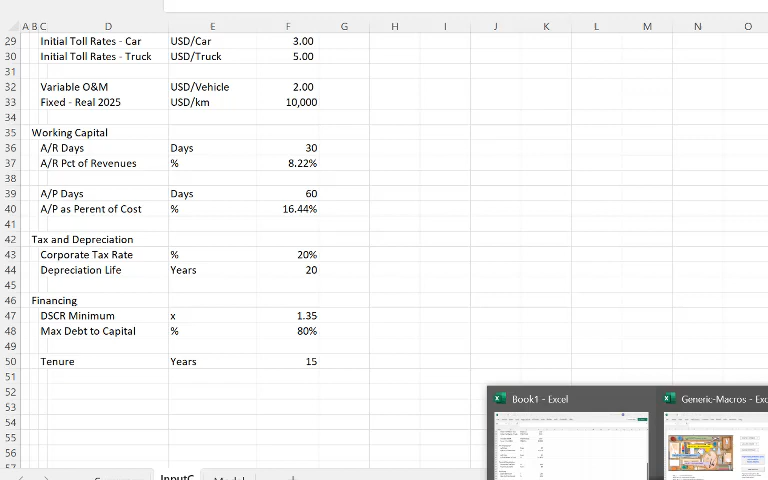 A B C D E F G H I J K L M N O
29 Initial Toll Rates - Car USD/Car 3.00
30 Initial Toll Rates - Truck USD/Truck 5.00
31
32 Variable O&M USD/Vehicle 2.00
33 Fixed - Real 2025 USD/km 10,000
34
35 Working Capital
36 A/R Days Days 30
37 A/R Pct of Revenues % 8.22%
38
39 A/P Days Days 60
40 A/P as Perent of Cost % 16.44%
41
42 Tax and Depreciation
43 Corporate Tax Rate % 20%
44 Depreciation Life Years 20
45
46 Financing
47 DSCR Minimum x 1.35
48 Max Debt to Capital % 80%
49
50 Tenure Years 15
51
52
53
54
55
56
57
Book1 - Excel
Generic-Macros - Exc
InputC
Model